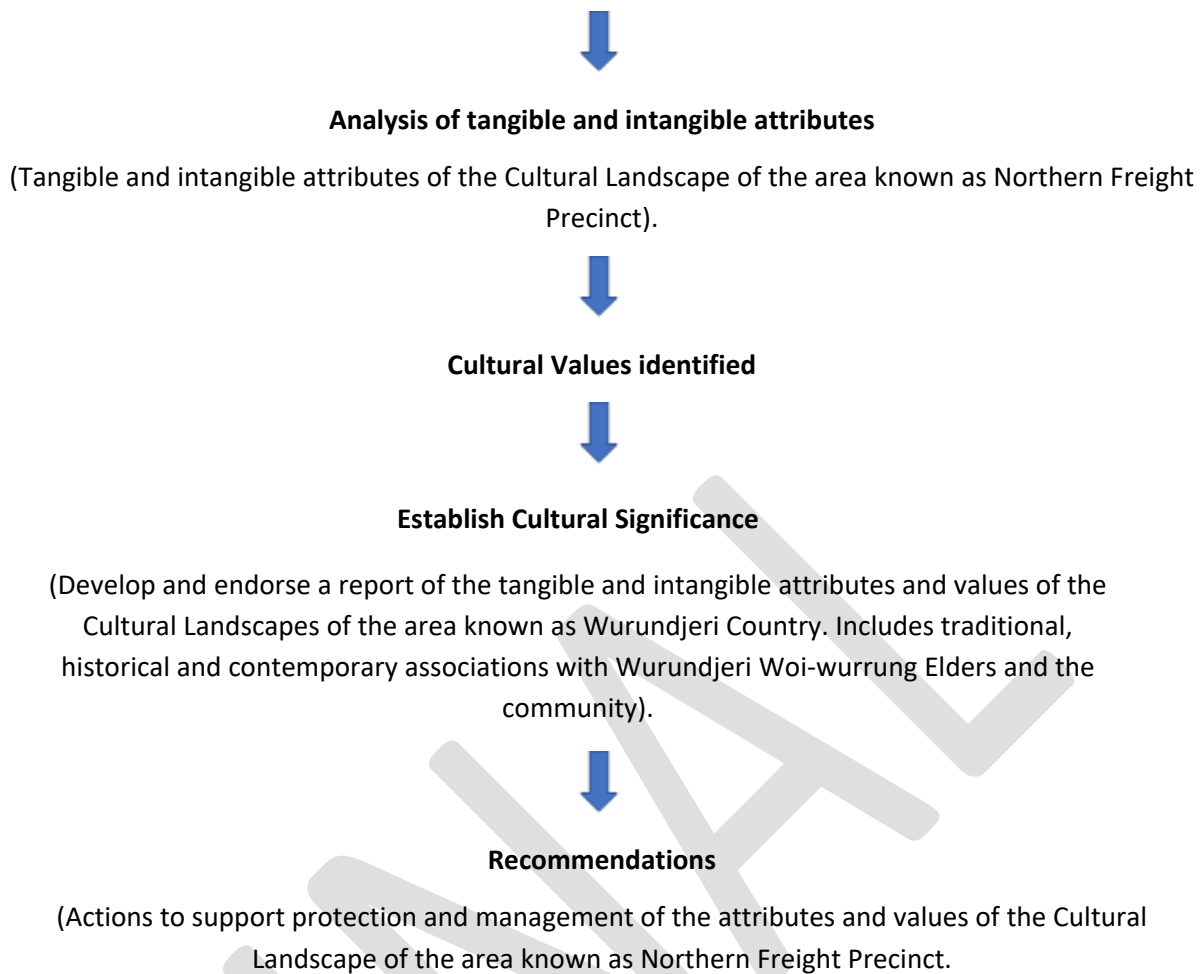 Analysis of tangible and intangible attributes
(Tangible and intangible attributes of the Cultural Landscape of the area known as Northern Freight
Precinct).
Cultural Values identified
Establish Cultural Significance
(Develop and endorse a report of the tangible and intangible attributes and values of the
Cultural Landscapes of the area known as Wurundjeri Country. Includes traditional,
historical and contemporary associations with Wurundjeri Woi-wurrung Elders and the
community).
Recommendations
(Actions to support protection and management of the attributes and values of the Cultural
Landscape of the area known as Northern Freight Precinct.